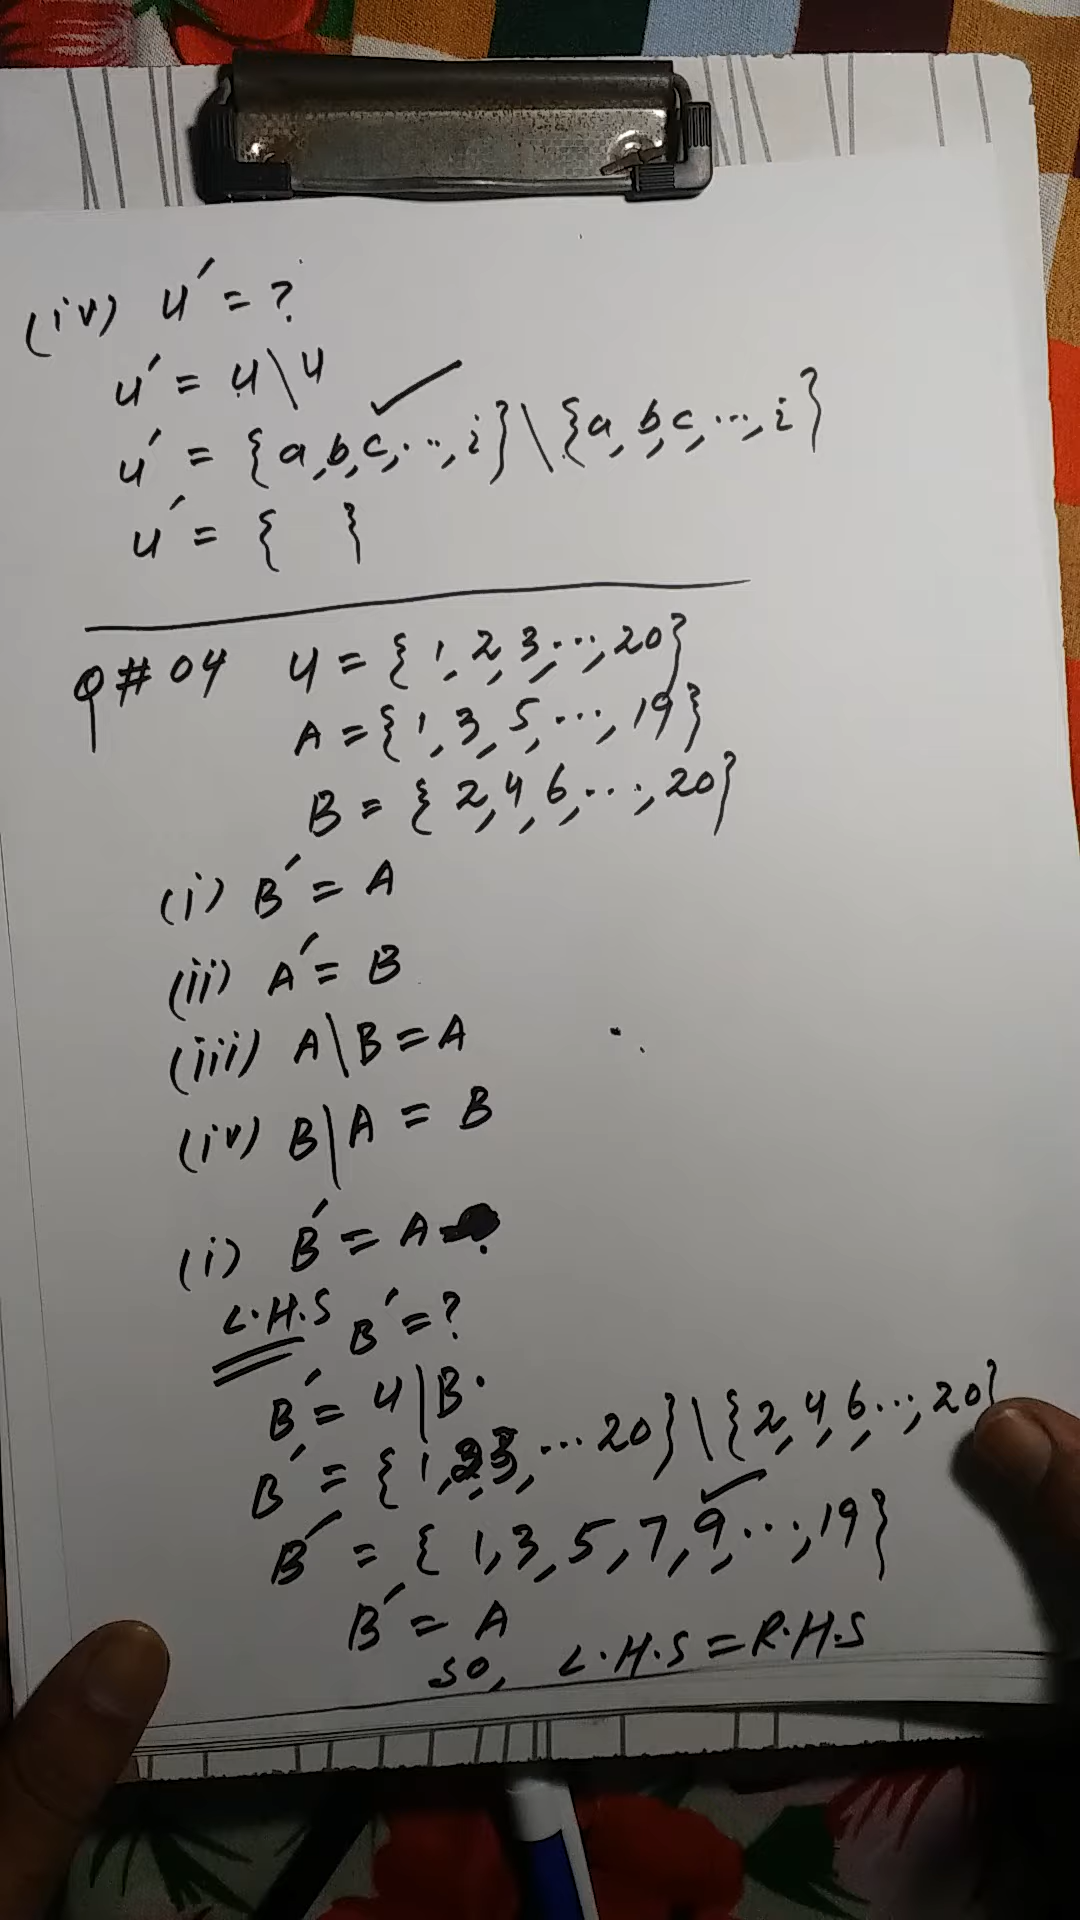 (iv) U′ = ?
U′ = U\U
U′ = {a,b,c,...,i}\{a,b,c,...,i}
U′ = { }
Q#04 U = {1,2,3,...,20}
A = {1,3,5,...,19}
B = {2,4,6,...,20}
(i) B′ = A
(ii) A′ = B
(iii) A\B = A
(iv) B\A = B
(i) B′ = A
L.H.S B′ = ?
B′ = U\B.
B′ = {1,2,3,...20}\{2,4,6...,20}
B′ = {1,3,5,7,9,...,19}
B′ = A
so, L.H.S = R.H.S